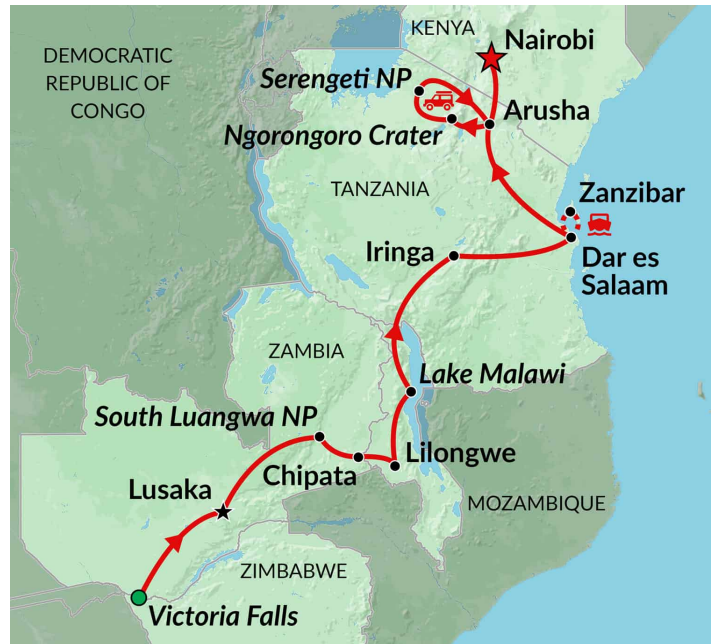 KENYA
Nairobi
DEMOCRATIC
REPUBLIC OF
CONGO
Serengeti NP
Arusha
Ngorongoro Crater
TANZANIA
Zanzibar
Iringa
Dar es
Salaam
ZAMBIA
Lake Malawi
South Luangwa NP
Chipata
Lilongwe
Lusaka
MOZAMBIQUE
ZIMBABWE
Victoria Falls